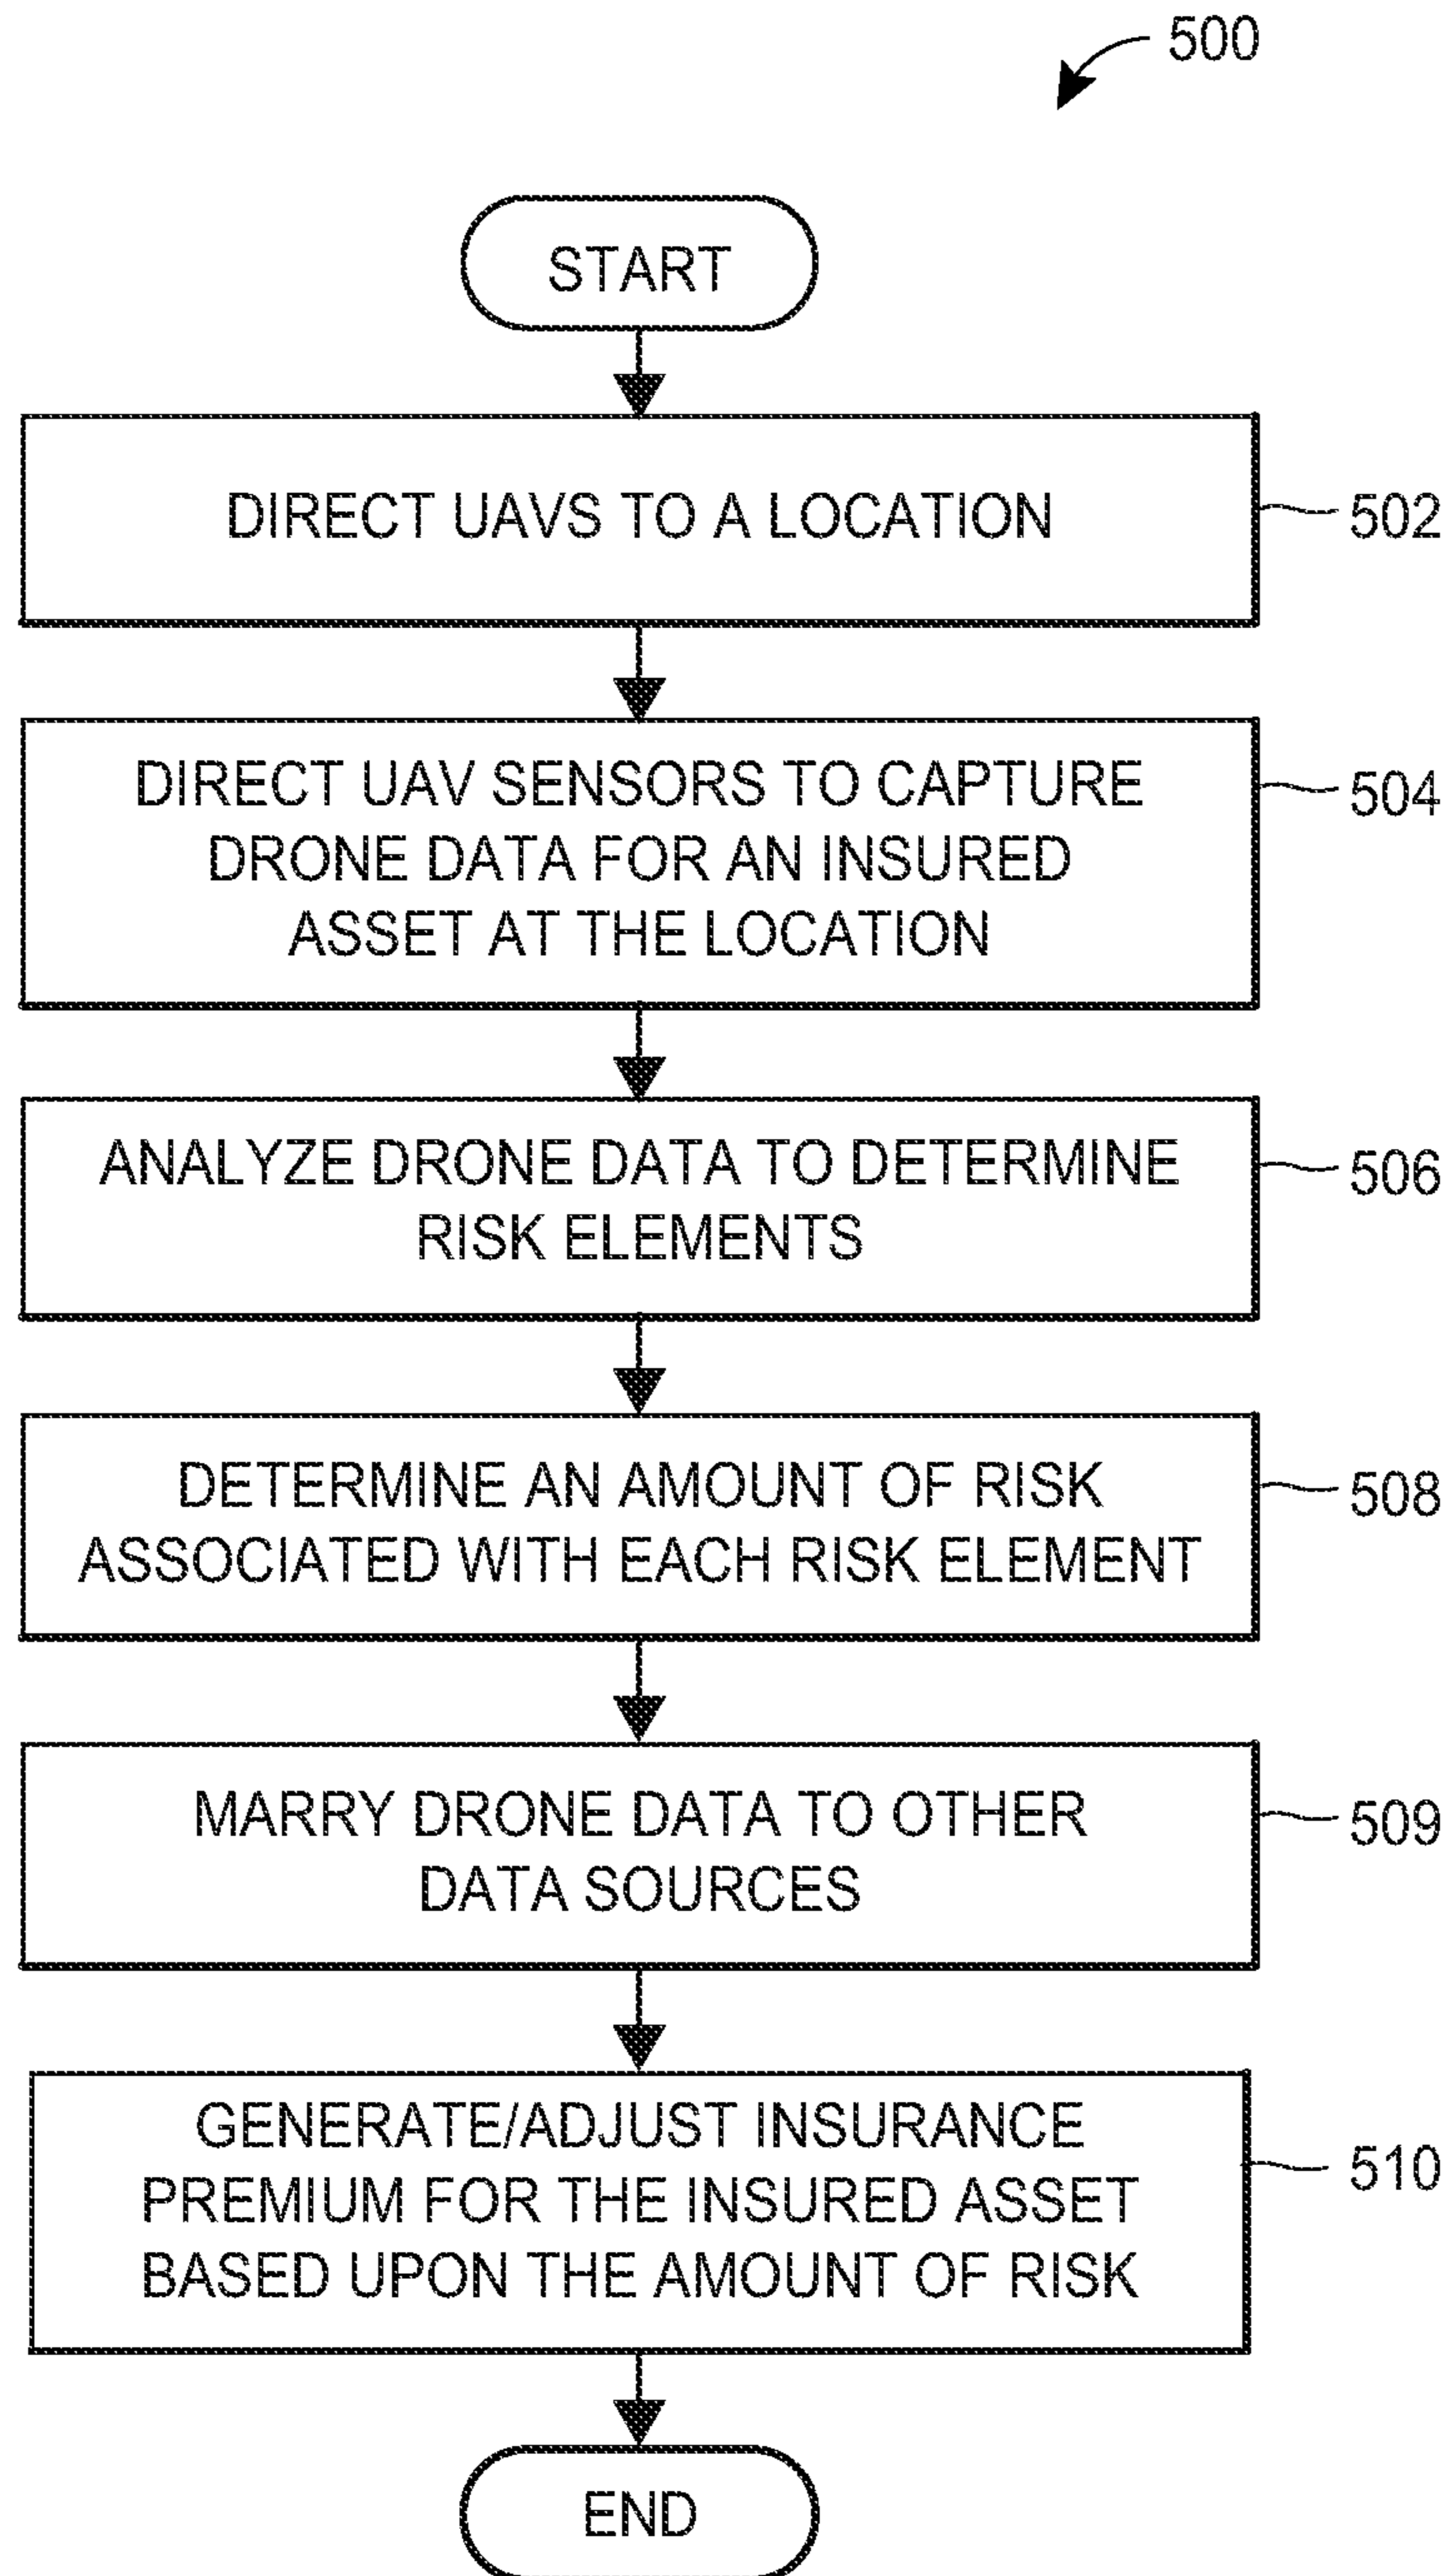 500
START
DIRECT UAVS TO A LOCATION
502
DIRECT UAV SENSORS TO CAPTURE
DRONE DATA FOR AN INSURED
ASSET AT THE LOCATION
504
ANALYZE DRONE DATA TO DETERMINE
RISK ELEMENTS
506
DETERMINE AN AMOUNT OF RISK
ASSOCIATED WITH EACH RISK ELEMENT
508
MARRY DRONE DATA TO OTHER
DATA SOURCES
509
GENERATE/ADJUST INSURANCE
PREMIUM FOR THE INSURED ASSET
BASED UPON THE AMOUNT OF RISK
510
END